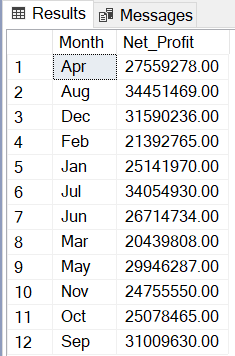 Results Messages
Month Net_Profit
1 Apr 27559278.00
2 Aug 34451469.00
3 Dec 31590236.00
4 Feb 21392765.00
5 Jan 25141970.00
6 Jul 34054930.00
7 Jun 26714734.00
8 Mar 20439808.00
9 May 29946287.00
10 Nov 24755550.00
11 Oct 25078465.00
12 Sep 31009630.00